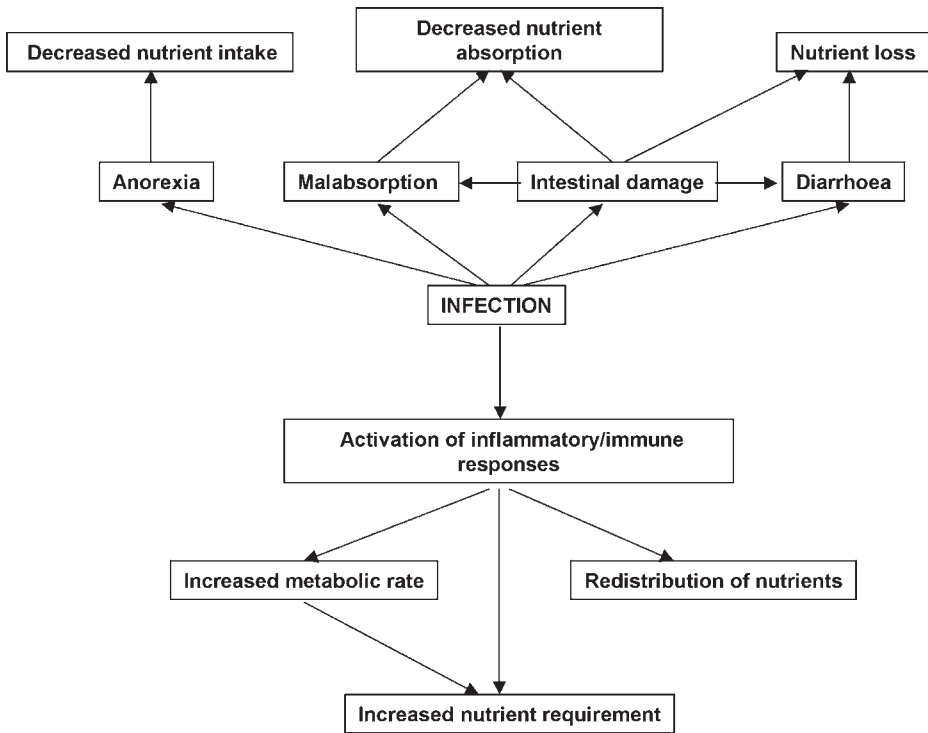 Decreased nutrient intake
Decreased nutrient
absorption
Nutrient loss
Anorexia
Malabsorption
Intestinal damage
Diarrhoea
INFECTION
Activation of inflammatory/immune
responses
Increased metabolic rate
Redistribution of nutrients
Increased nutrient requirement